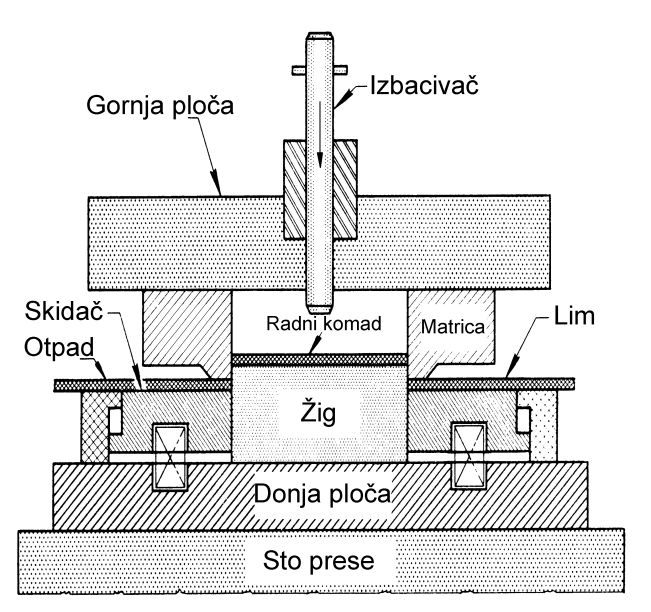 Izbacivač
Gornja ploča
Skidač
Radni komad
Matrica
Lim
Otpad
Žig
Donja ploča
Sto prese